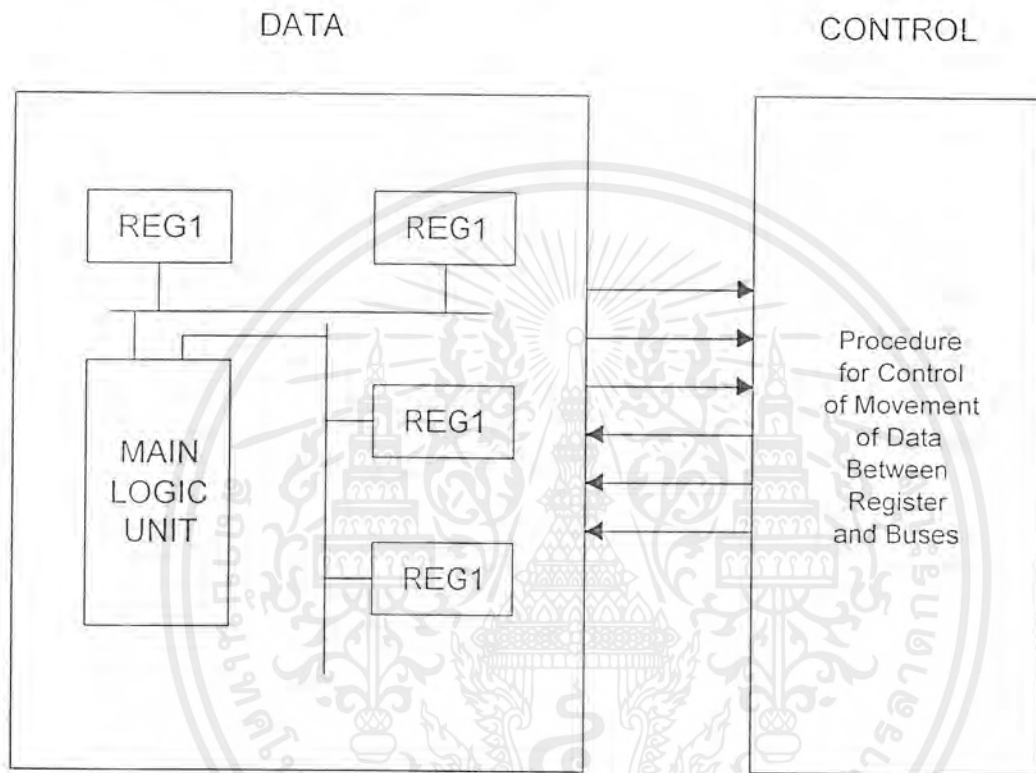 DATA
CONTROL
REG1
REG1
MAIN
LOGIC
UNIT
REG1
REG1
Procedure
for Control
of Movement
of Data
Between
Register
and Buses